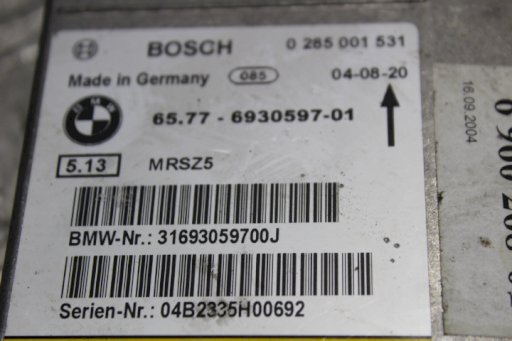 BOSCH 0 285 001 531
Made in Germany 085 04-08-20
BMW 65.77 - 6930597-01
5.13 MRSZ5
BMW-Nr.: 31693059700J
Serien-Nr.: 04B2335H00692
16.09.2004